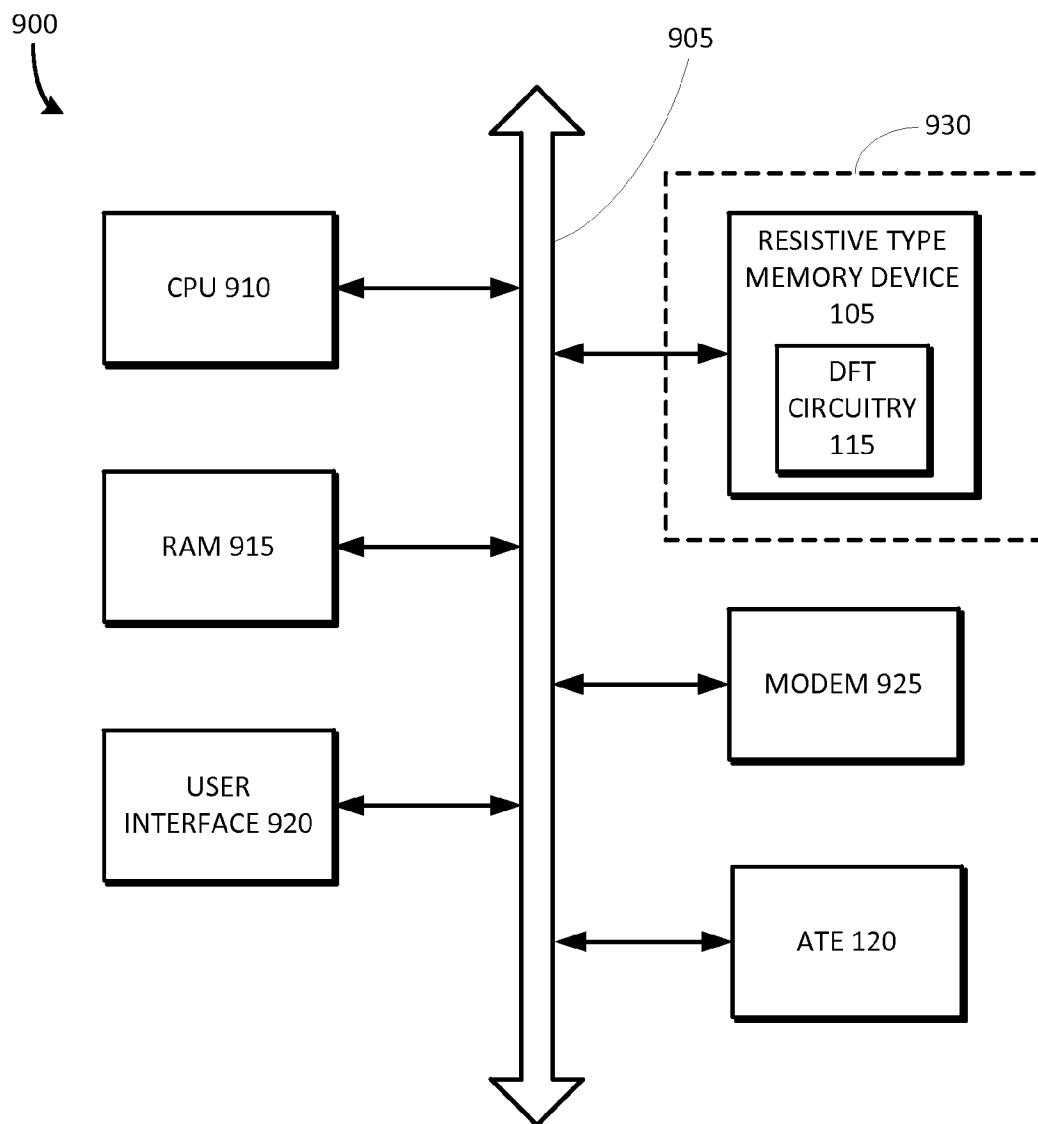 900
905
930
CPU 910
RESISTIVE TYPE
MEMORY DEVICE
105
DFT
CIRCUITRY
115
RAM 915
MODEM 925
USER
INTERFACE 920
ATE 120